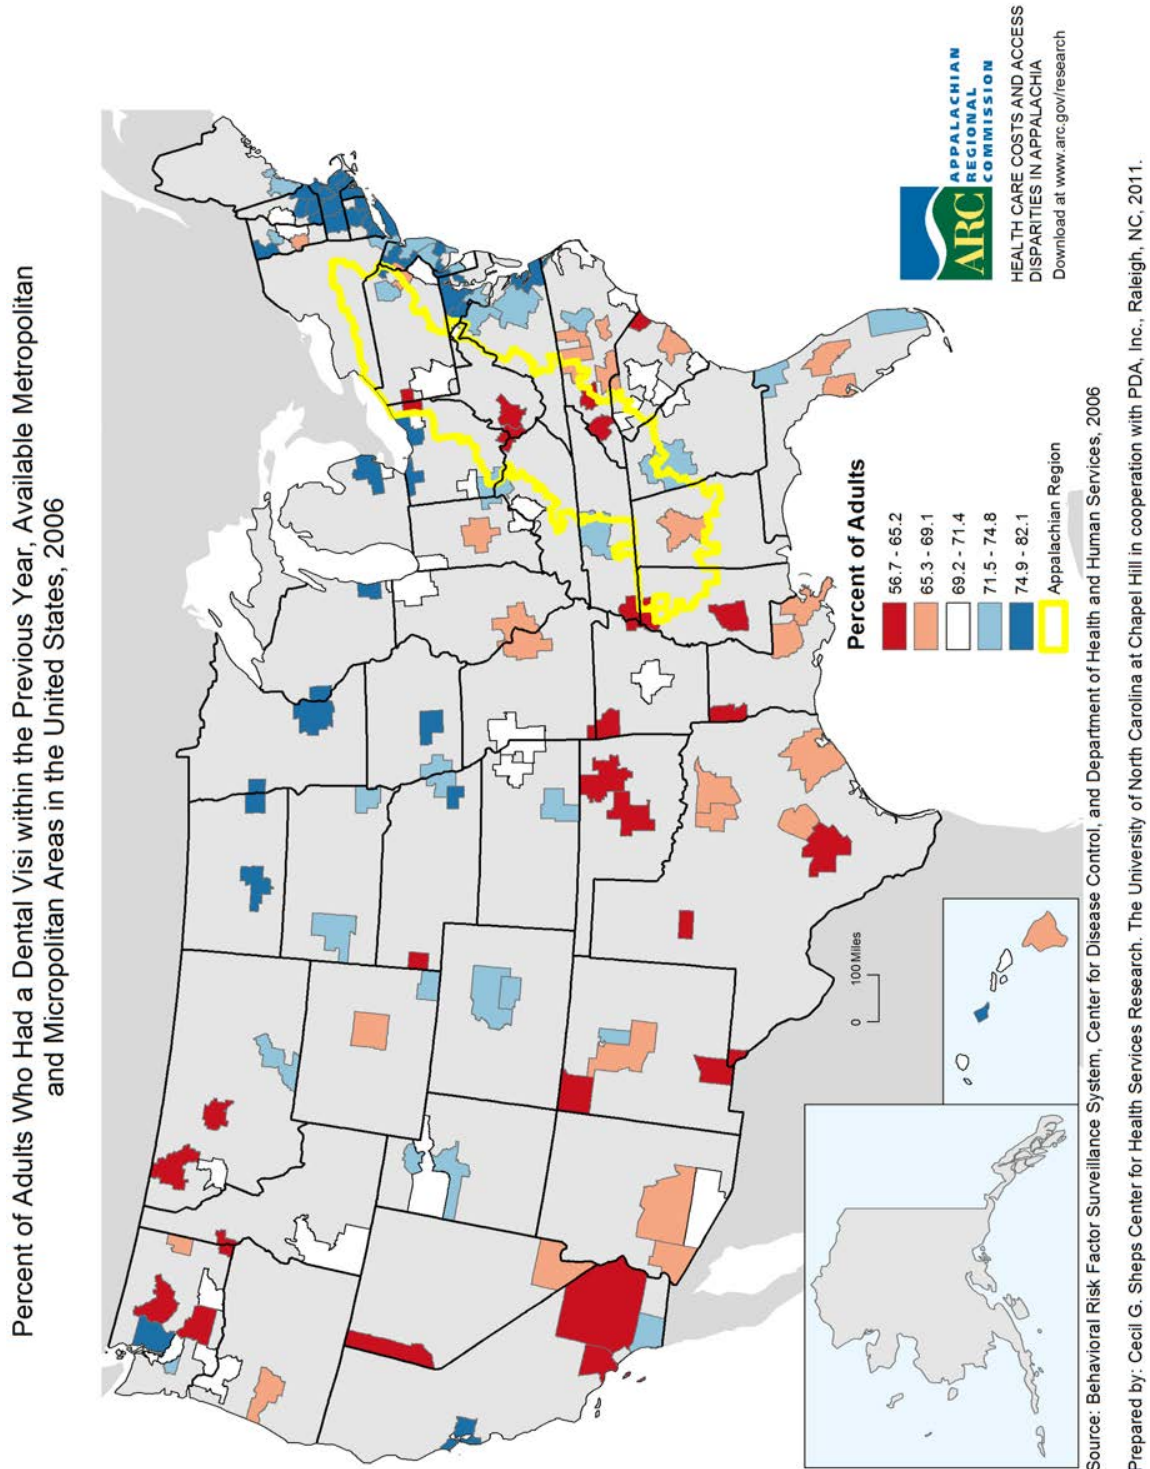 Percent of Adults Who Had a Dental Visi within the Previous Year, Available Metropolitan
and Micropolitan Areas in the United States, 2006
ARC
APPALACHIAN
REGIONAL
COMMISSION
HEALTH CARE COSTS AND ACCESS
DISPARITIES IN APPALACHIA
Download at www.arc.gov/research
Percent of Adults
56.7 - 65.2
65.3 - 69.1
69.2 - 71.4
71.5 - 74.8
74.9 - 82.1
Appalachian Region
0 100 Miles
Source: Behavioral Risk Factor Surveillance System, Center for Disease Control, and Department of Health and Human Services, 2006
Prepared by: Cecil G. Sheps Center for Health Services Research. The University of North Carolina at Chapel Hill in cooperation with PDA, Inc., Raleigh, NC, 2011.